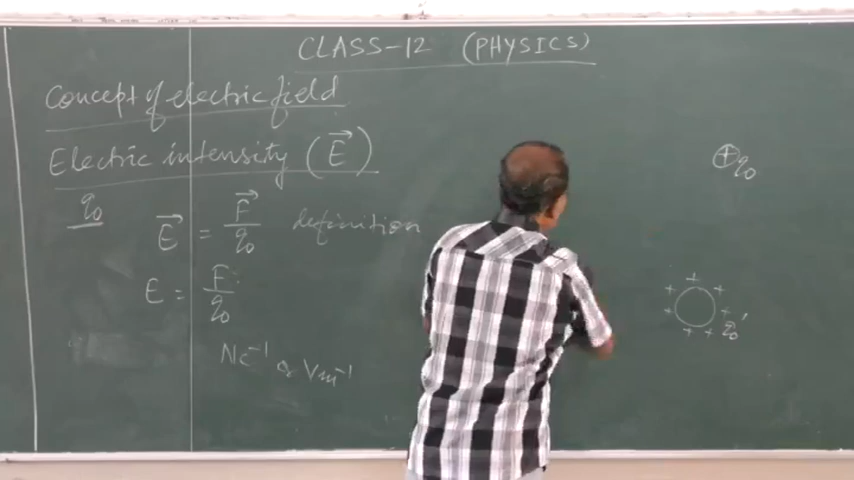 CLASS-12 (PHYSICS)
Concept of electric field
Electric intensity (E⃗)
q₀
E⃗ = F⃗/q₀ definition
E = F/q₀
NC⁻¹ or Vm⁻¹
+ q₀
+ + + + + + + +
q₀'